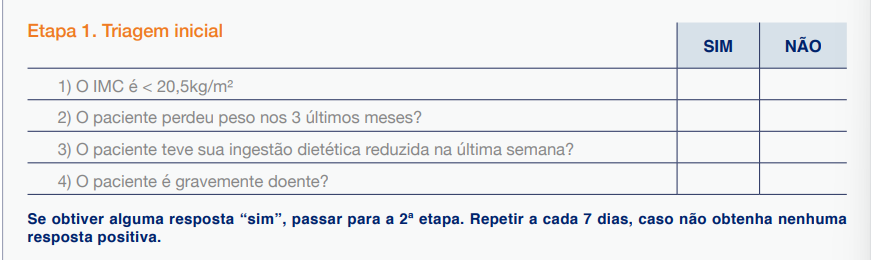 Etapa 1. Triagem inicial
SIM NÃO
1) O IMC é < 20,5kg/m²
2) O paciente perdeu peso nos 3 últimos meses?
3) O paciente teve sua ingestão dietética reduzida na última semana?
4) O paciente é gravemente doente?
Se obtiver alguma resposta “sim”, passar para a 2ª etapa. Repetir a cada 7 dias, caso não obtenha nenhuma
resposta positiva.